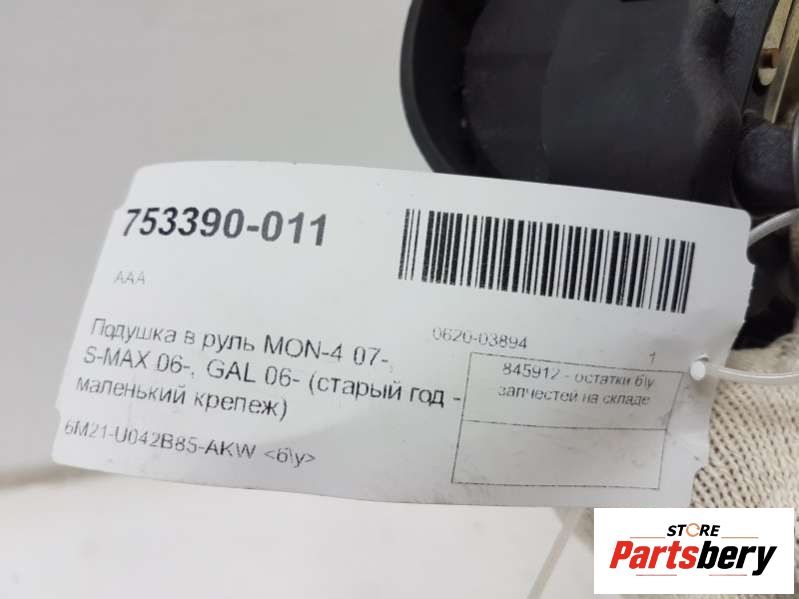 753390-011
AAA
Подушка в руль MON-4 07-,
S-MAX 06-, GAL 06- (старый год -
маленький крепеж)
6M21-U042B85-AKW <б\у>
0620-03894 1
845912 - остатки б\у
запчестей на складе
STORE
Partsbery